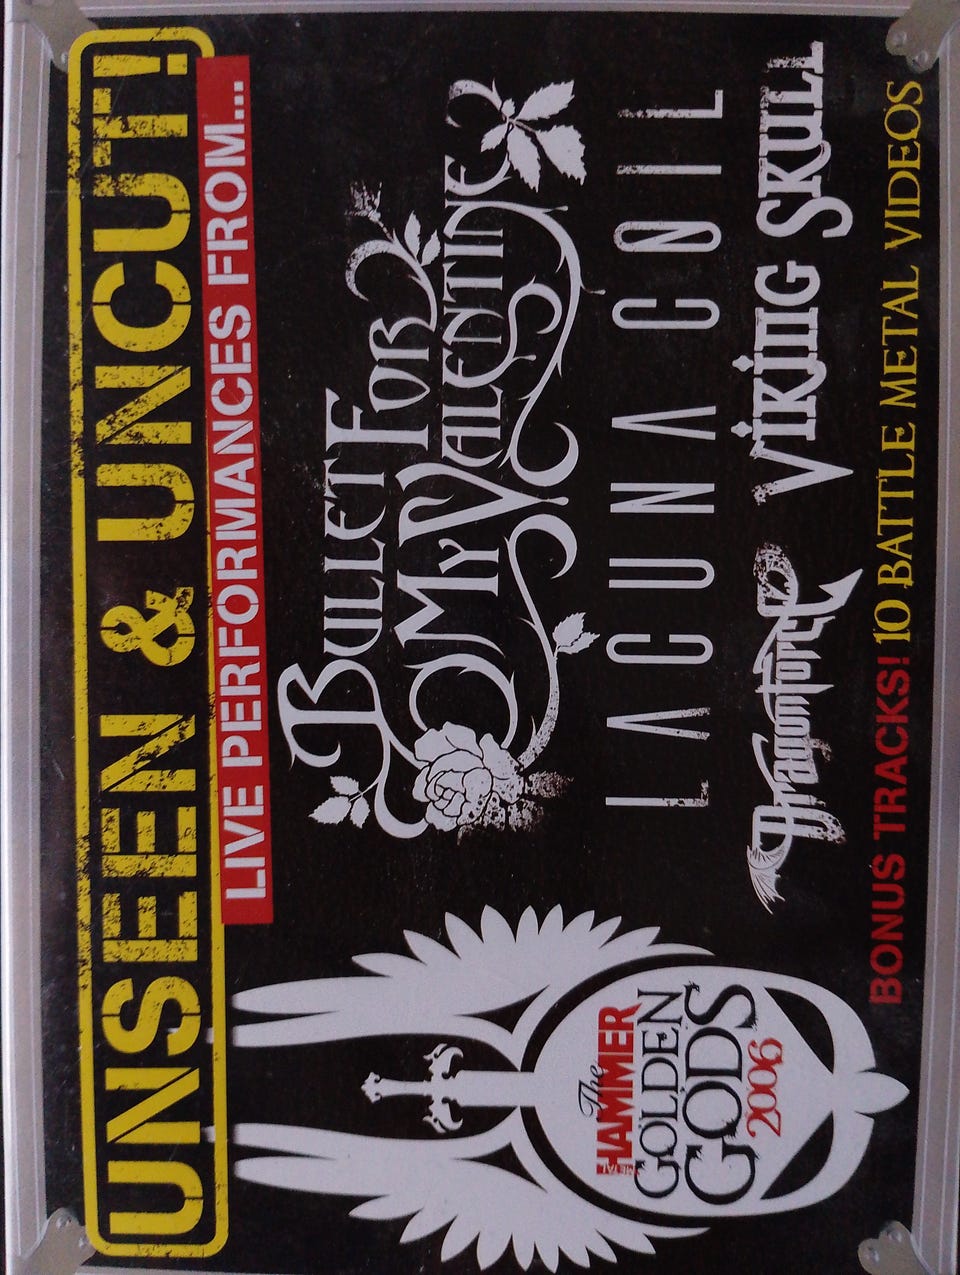 UNSEEN & UNCUT!
LIVE PERFORMANCES FROM...
BULLET FOR
MY VALENTINE
LACUNA COIL
DragonForce VIKING SKULL
BONUS TRACKS! 10 BATTLE METAL VIDEOS
The
METAL HAMMER
GOLDEN
GODS
2006